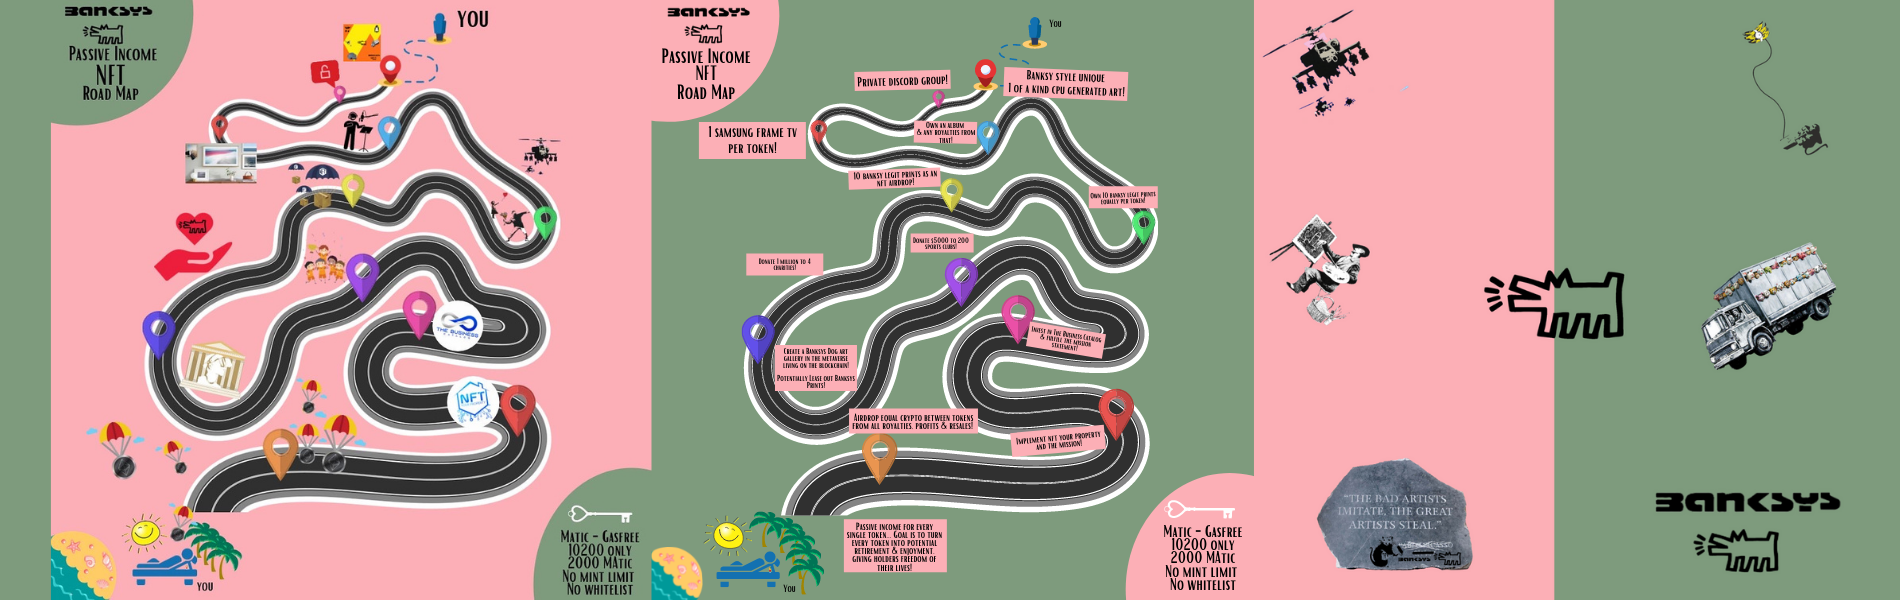 BANKSYS
PASSIVE INCOME
NFT
ROAD MAP
YOU
THE BUSINESS
NFT
YOU
MATIC - GASFREE
10200 ONLY
2000 MATIC
NO MINT LIMIT
NO WHITELIST
BANKSYS
PASSIVE INCOME
NFT
ROAD MAP
YOU
PRIVATE DISCORD GROUP!
BANKSY STYLE UNIQUE
1 OF A KIND CPU GENERATED ART!
1 SAMSUNG FRAME TV
PER TOKEN!
OWN AN ALBUM
& ANY ROYALTIES FROM
THAT!
10 BANKSY LEGIT PRINTS AS AN
NFT AIRDROP!
OWN 10 BANKSY LEGIT PRINTS
EQUALLY PER TOKEN!
DONATE $5000 TO 200
SPORTS CLUBS!
DONATE 1 MILLION TO 4
CHARITIES!
INVEST IN THE BUSINESS CATALOG
& FULFILL THE MISSION
STATEMENT!
CREATE A BANKSYS DOG ART
GALLERY IN THE METAVERSE
LIVING ON THE BLOCKCHAIN!
POTENTIALLY LEASE OUT BANKSYS
PRINTS!
AIRDROP EQUAL CRYPTO BETWEEN TOKENS
FROM ALL ROYALTIES, PROFITS & RESALES!
IMPLEMENT NFT YOUR PROPERTY
AND THE MISSION!
PASSIVE INCOME FOR EVERY
SINGLE TOKEN... GOAL IS TO TURN
EVERY TOKEN INTO POTENTIAL
RETIREMENT & ENJOYMENT,
GIVING HOLDERS FREEDOM OF
THEIR LIVES!
YOU
MATIC - GASFREE
10200 ONLY
2000 MATIC
NO MINT LIMIT
NO WHITELIST
"THE BAD ARTISTS
IMITATE, THE GREAT
ARTISTS STEAL."
BANKSYS
BANKSYS